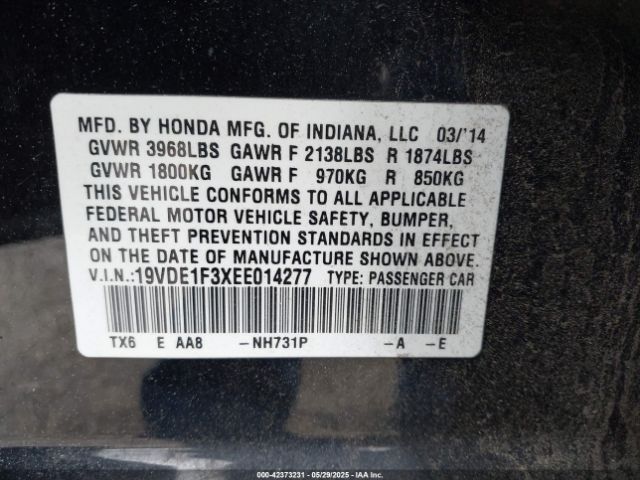 MFD. BY HONDA MFG. OF INDIANA, LLC 03/'14
GVWR 3968LBS GAWR F 2138LBS R 1874LBS
GVWR 1800KG GAWR F 970KG R 850KG
THIS VEHICLE CONFORMS TO ALL APPLICABLE
FEDERAL MOTOR VEHICLE SAFETY, BUMPER,
AND THEFT PREVENTION STANDARDS IN EFFECT
ON THE DATE OF MANUFACTURE SHOWN ABOVE.
V.I.N.:19VDE1F3XEE014277 TYPE: PASSENGER CAR
TX6 E AA8 -NH731P -A -E
000-42373231 - 05/29/2025 - IAA Inc.